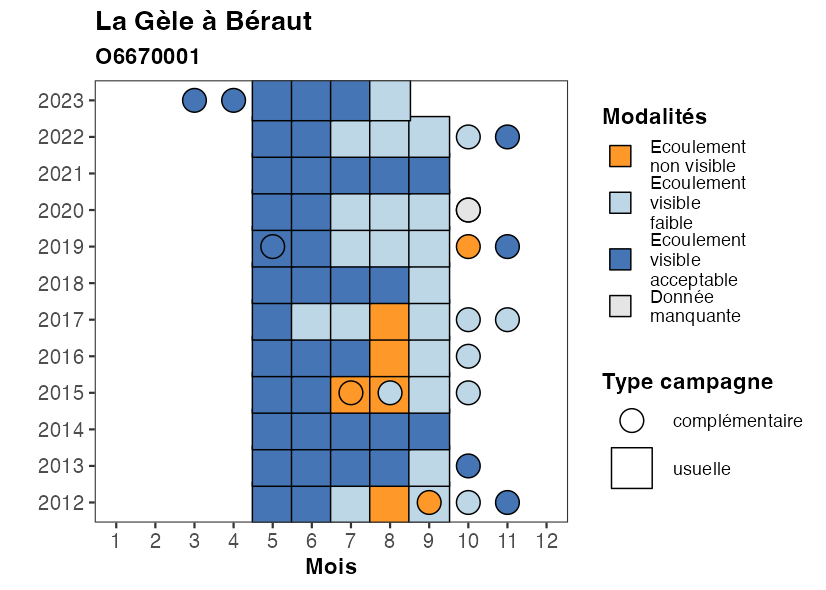 La Gèle à Béraut
O6670001
2023
2022
2021
2020
2019
2018
2017
2016
2015
2014
2013
2012
1 2 3 4 5 6 7 8 9 10 11 12
Mois
Modalités
Ecoulement
non visible
Ecoulement
visible
faible
Ecoulement
visible
acceptable
Donnée
manquante
Type campagne
complémentaire
usuelle